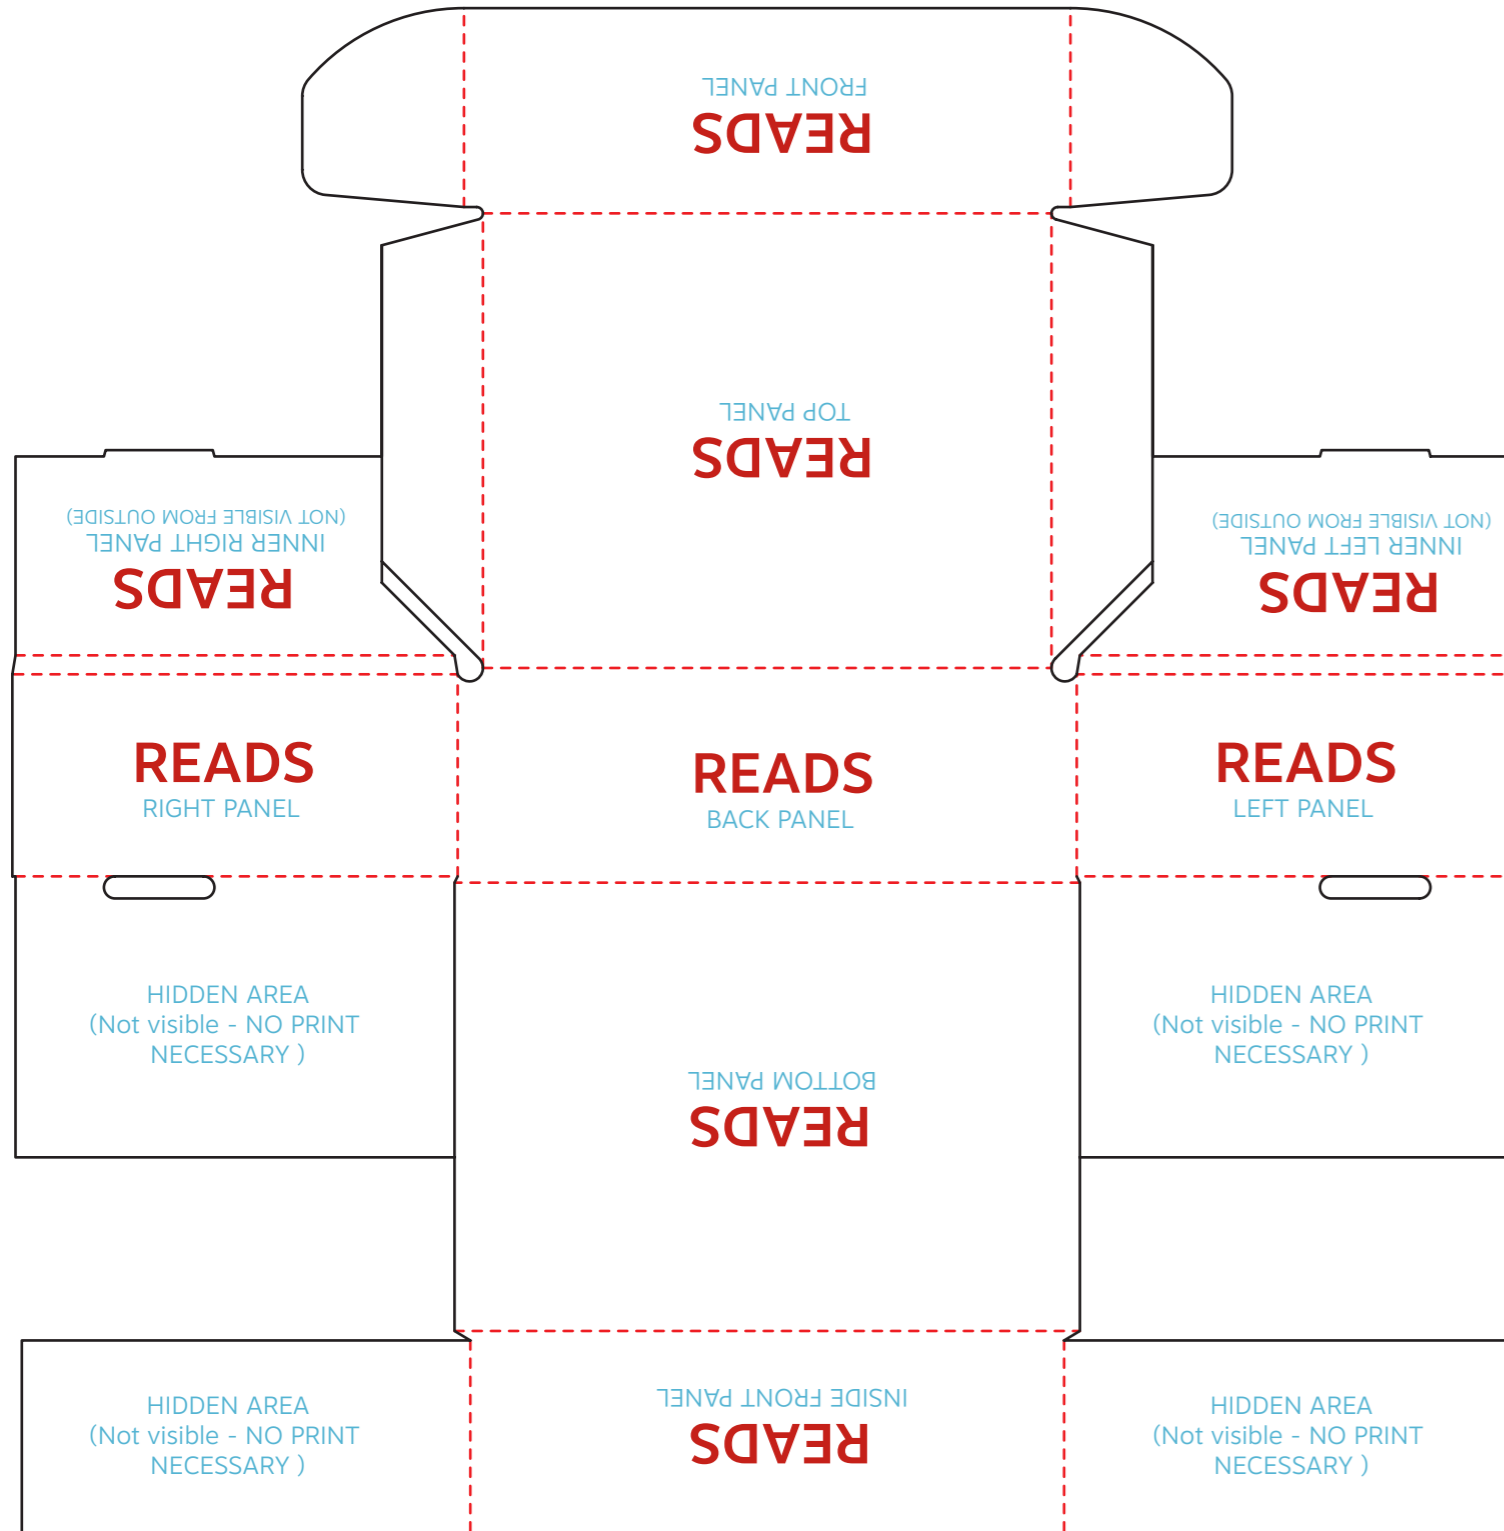 READS
FRONT PANEL
READS
TOP PANEL
READS
INNER RIGHT PANEL
(NOT VISIBLE FROM OUTSIDE)
READS
INNER LEFT PANEL
(NOT VISIBLE FROM OUTSIDE)
READS
RIGHT PANEL
READS
BACK PANEL
READS
LEFT PANEL
HIDDEN AREA
(Not visible - NO PRINT
NECESSARY )
HIDDEN AREA
(Not visible - NO PRINT
NECESSARY )
READS
BOTTOM PANEL
HIDDEN AREA
(Not visible - NO PRINT
NECESSARY )
READS
INSIDE FRONT PANEL
HIDDEN AREA
(Not visible - NO PRINT
NECESSARY )